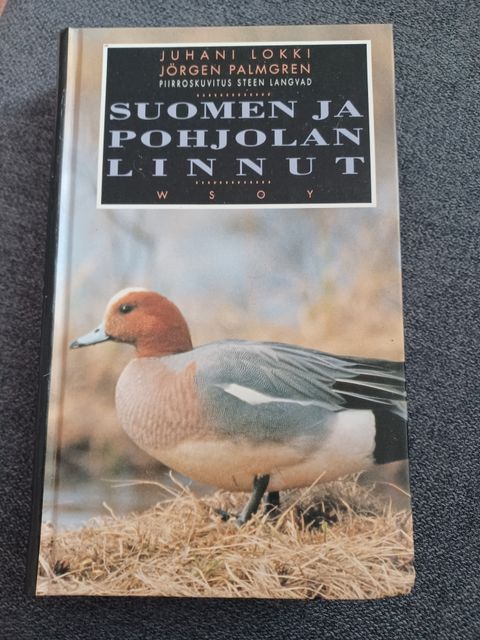 JUHANI LOKKI
JÖRGEN PALMGREN
PIIRROSKUVITUS STEEN LANGVAD
SUOMEN JA
POHJOLAN
LINNUT
WSOY